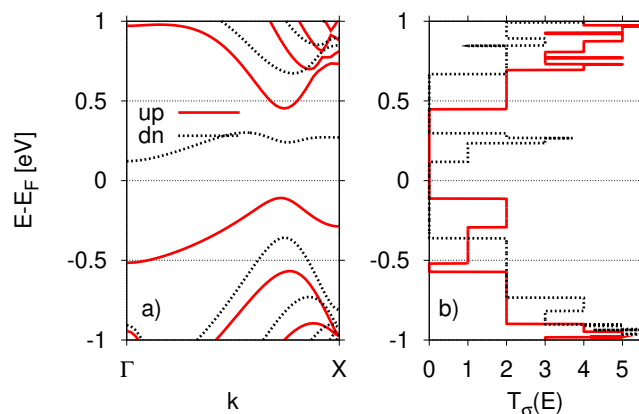 1
0.5
0
-0.5
-1
E-E_F [eV]
up
dn
a)
Γ
X
k
1
0.5
0
-0.5
-1
b)
0 1 2 3 4 5
T_σ(E)